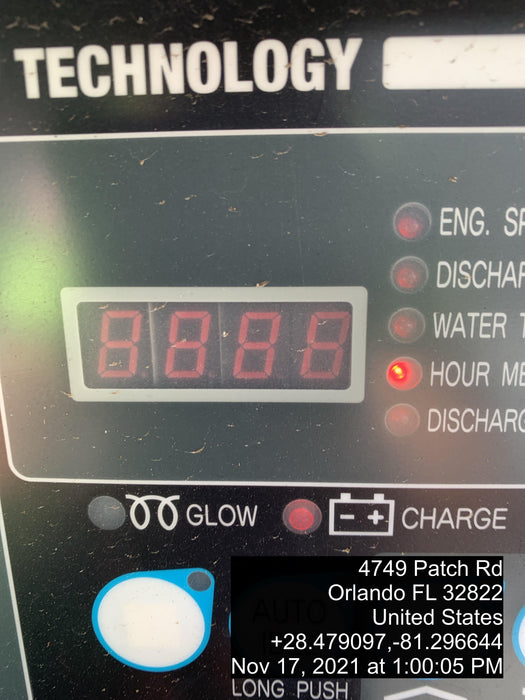 TECHNOLOGY
ENG. SP
DISCHAR
WATER T
HOUR ME
DISCHARG
GLOW
- +
CHARGE
AUTO
4749 Patch Rd
Orlando FL 32822
United States
+28.479097,-81.296644
Nov 17, 2021 at 1:00:05 PM
LONG PUSH